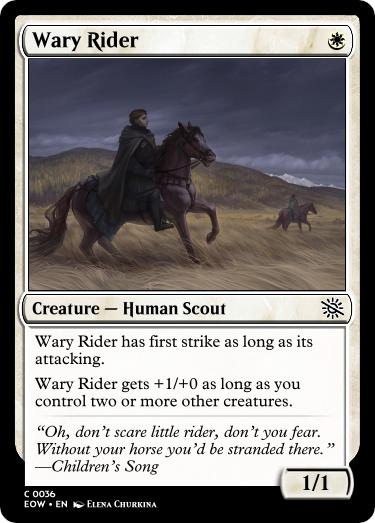 Wary Rider
Creature — Human Scout
Wary Rider has first strike as long as its
attacking.
Wary Rider gets +1/+0 as long as you
control two or more other creatures.
“Oh, don’t scare little rider, don’t you fear.
Without your horse you’d be stranded there.”
—Children’s Song
1/1
C 0036
EOW • EN Elena Churkina